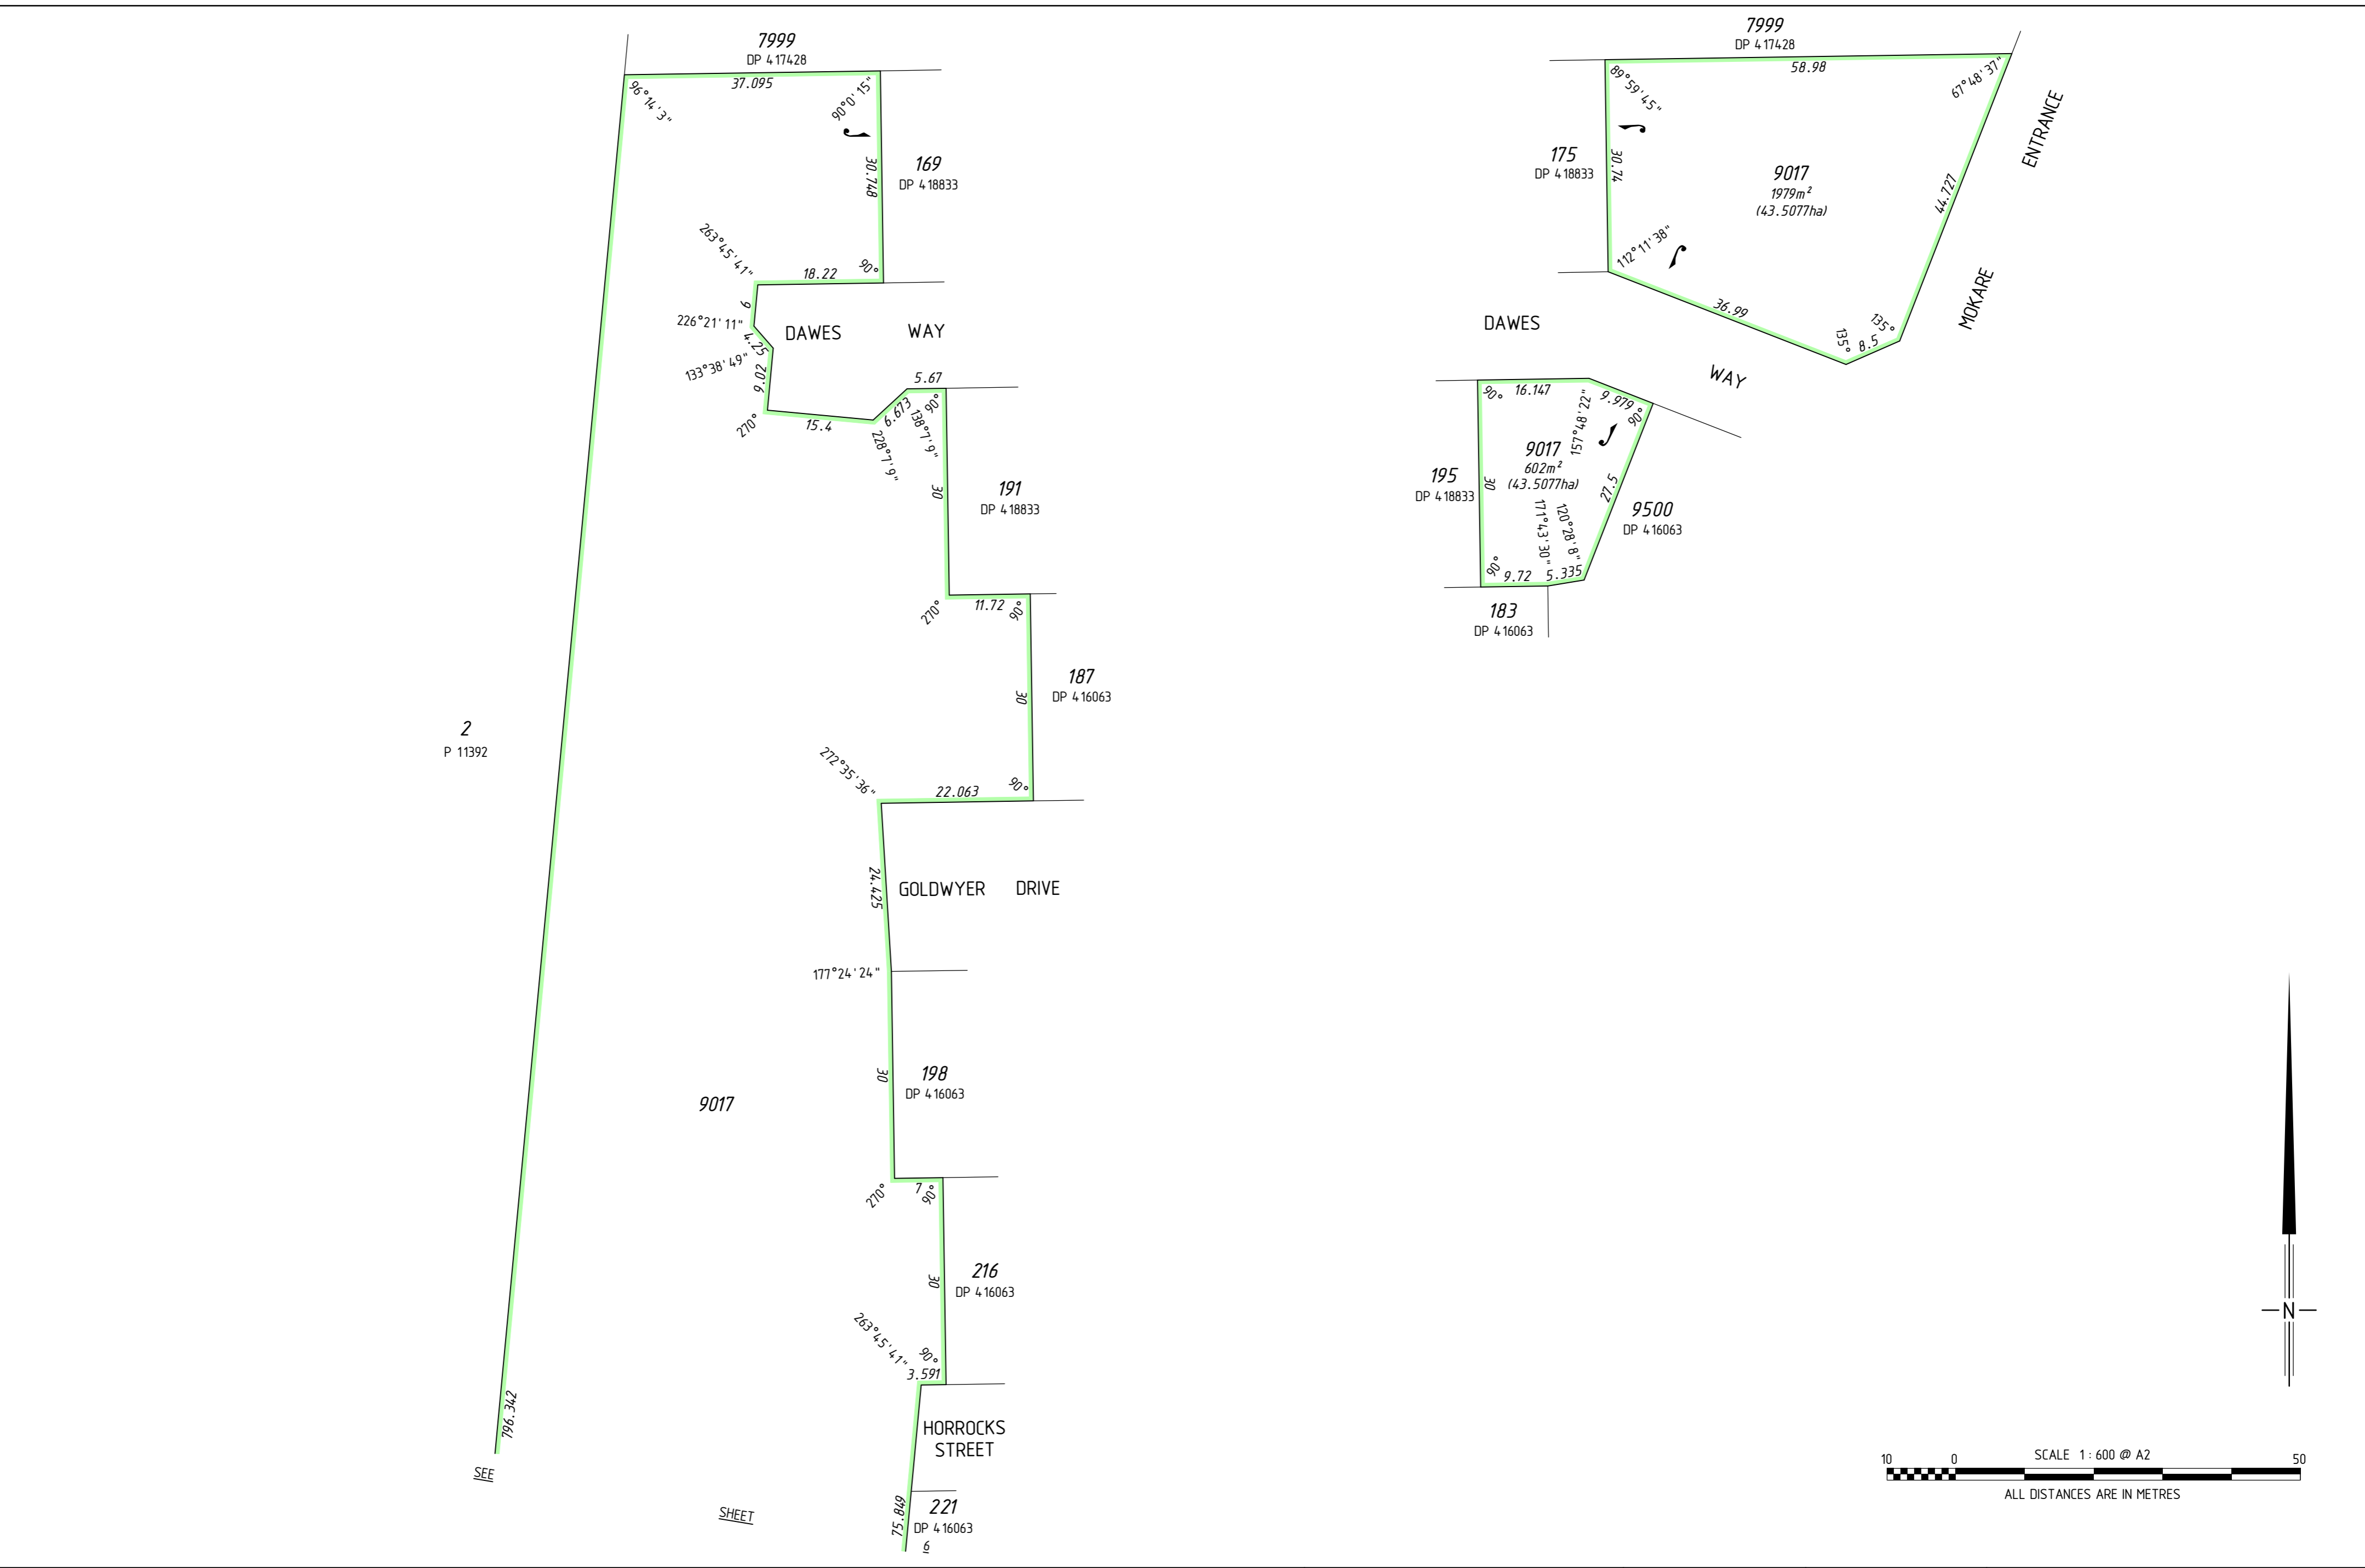 7999
DP 417428
37.095
96°14'3"
90°0'15"
30.748
169
DP 418833
263°45'41"
18.22
90°
9
226°21'11"
4.25
133°38'49"
20.6
DAWES WAY
270°
15.4
6.673
228°7'9"
138°7'9"
5.67
90°
30
191
DP 418833
270°
11.72
90°
30
187
DP 416063
2
P 11392
272°35'36"
22.063
90°
24.425
GOLDWYER DRIVE
177°24'24"
30
198
DP 416063
9017
270°
7
90°
30
216
DP 416063
263°45'41"
90°
3.591
HORROCKS
STREET
796.342
75.849
221
DP 416063
SEE
SHEET
6
7999
DP 417428
58.98
89°59'45"
67°48'37"
175
DP 418833
30.74
9017
1979m²
(43.5077ha)
44.727
MOKARE ENTRANCE
112°11'38"
36.99
135°
8.5
135°
DAWES
WAY
90°
16.147
157°48'22"
9.979
90°
195
DP 418833
30
9017
602m²
(43.5077ha)
27.5
9500
DP 416063
171°43'30"
120°28'8"
90°
9.72
5.335
183
DP 416063
N
SCALE 1:600 @ A2
10
0
50
ALL DISTANCES ARE IN METRES